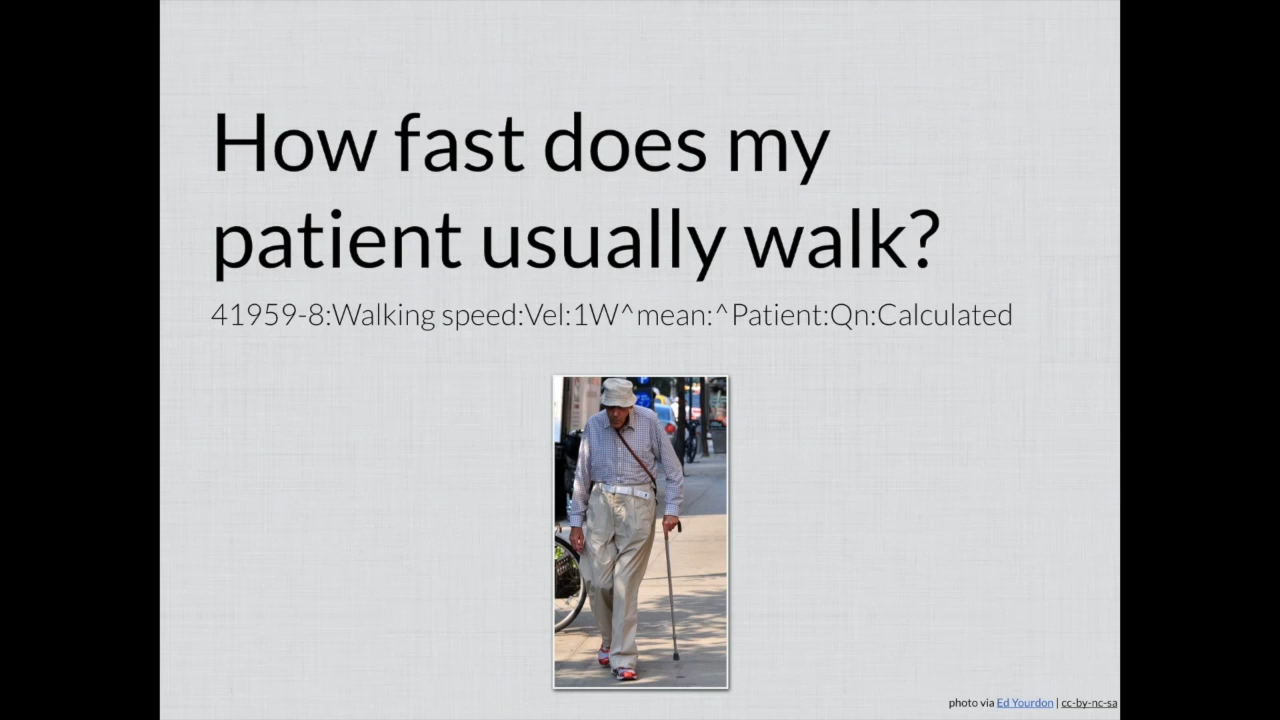 How fast does my
patient usually walk?
41959-8:Walking speed:Vel:1W^mean:^Patient:Qn:Calculated
photo via Ed Yourdon | cc-by-nc-sa